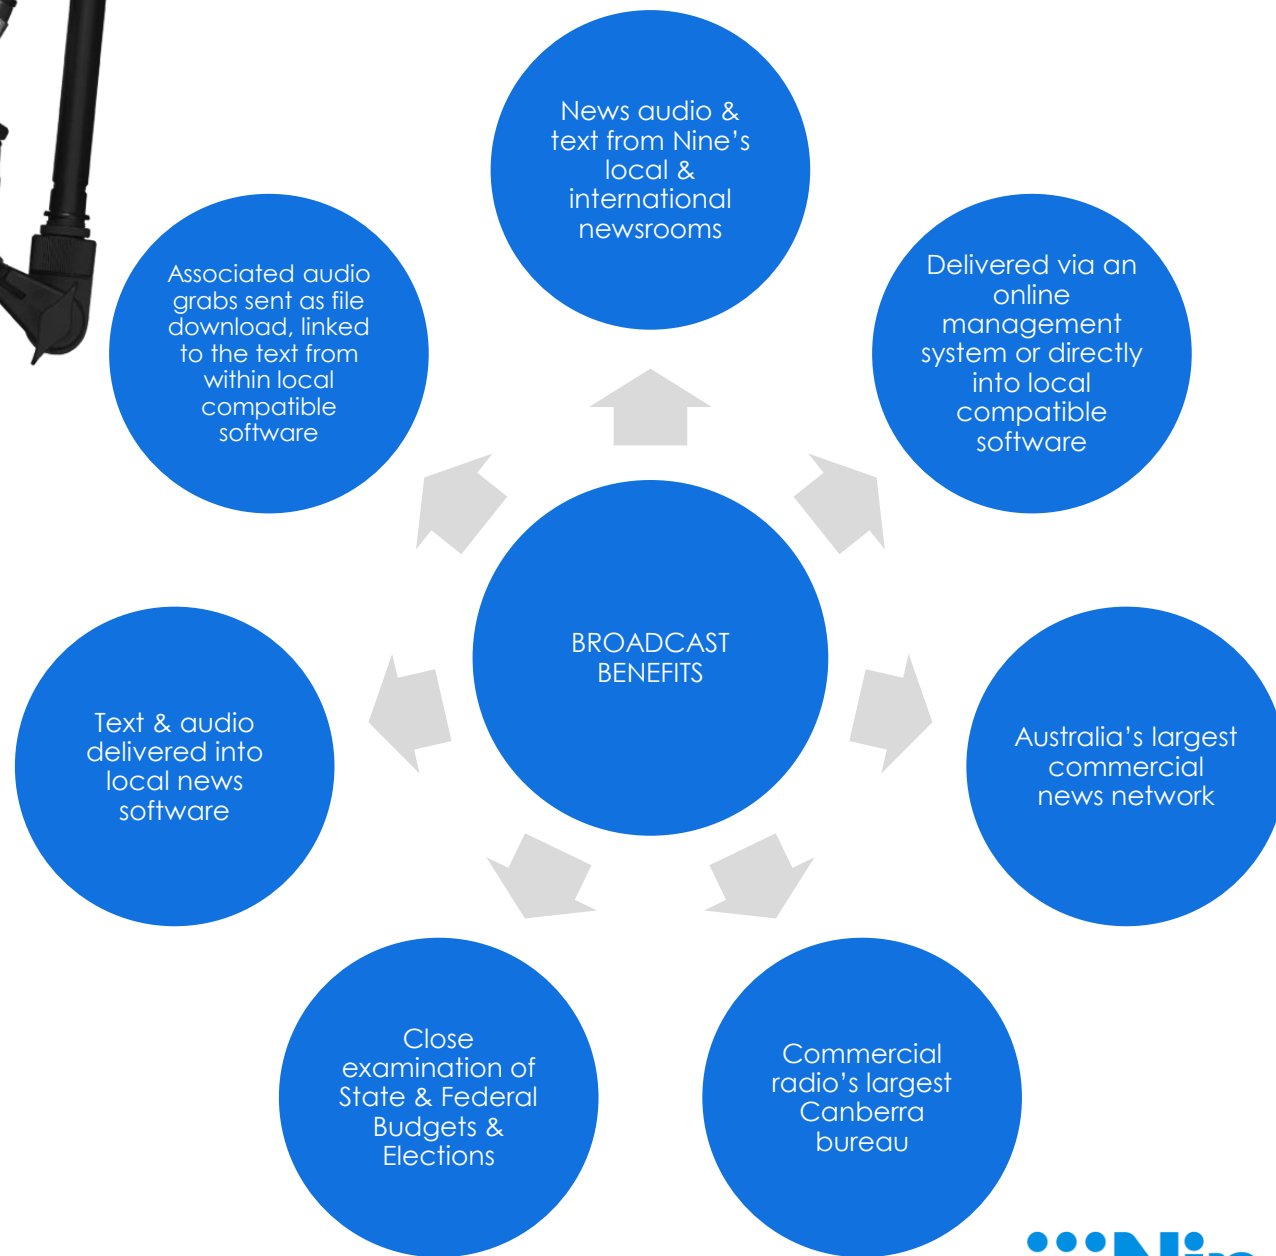 News audio &
text from Nine’s
local &
international
newsrooms
Delivered via an
online
management
system or directly
into local
compatible
software
Australia’s largest
commercial
news network
Commercial
radio’s largest
Canberra
bureau
Close
examination of
State & Federal
Budgets &
Elections
Text & audio
delivered into
local news
software
Associated audio
grabs sent as file
download, linked
to the text from
within local
compatible
software
BROADCAST
BENEFITS